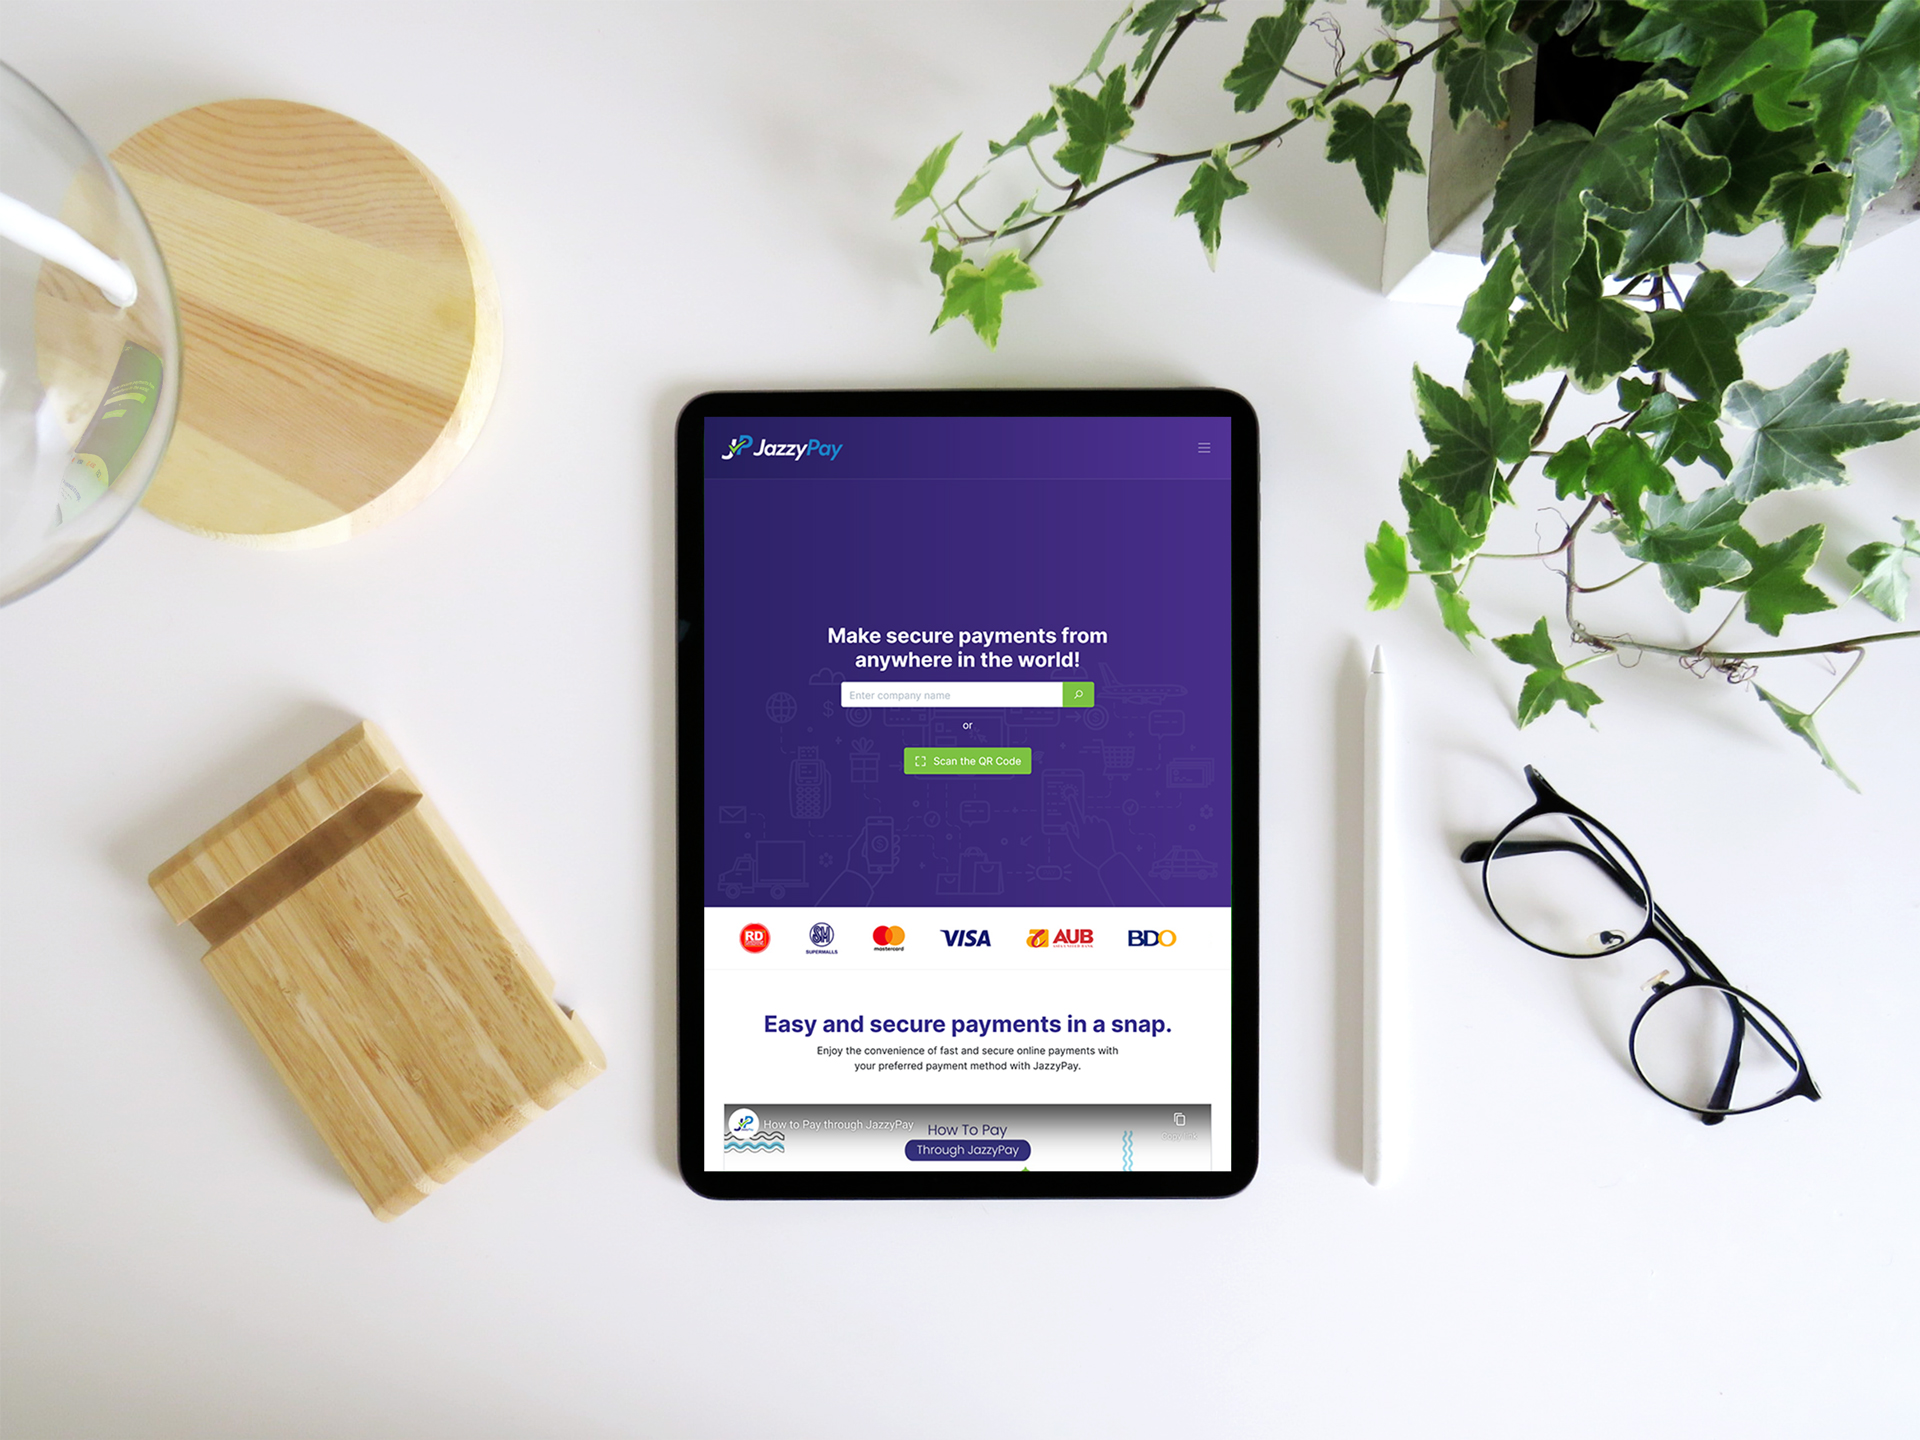 JP JazzyPay
Make secure payments from
anywhere in the world!
Enter company name
or
Scan the QR Code
RD
SM
SUPERMALLS
mastercard
VISA
AUB
BDO
Easy and secure payments in a snap.
Enjoy the convenience of fast and secure online payments with
your preferred payment method with JazzyPay.
How to Pay through JazzyPay
Copy link
How To Pay
Through JazzyPay